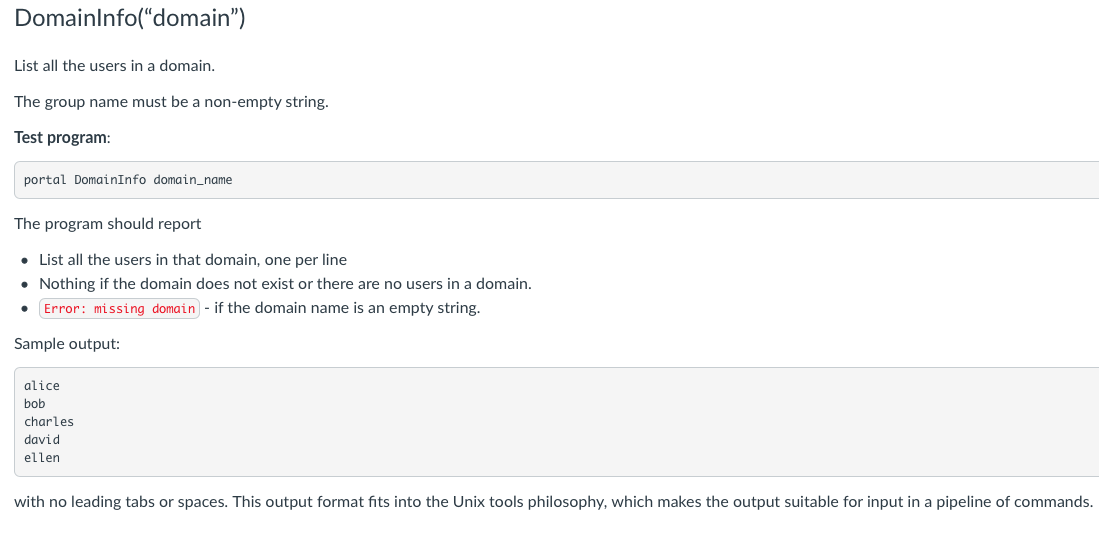 DomainInfo(“domain”)
List all the users in a domain.
The group name must be a non-empty string.
Test program:
portal DomainInfo domain_name
The program should report
• List all the users in that domain, one per line
• Nothing if the domain does not exist or there are no users in a domain.
• Error: missing domain - if the domain name is an empty string.
Sample output:
alice
bob
charles
david
ellen
with no leading tabs or spaces. This output format fits into the Unix tools philosophy, which makes the output suitable for input in a pipeline of commands.